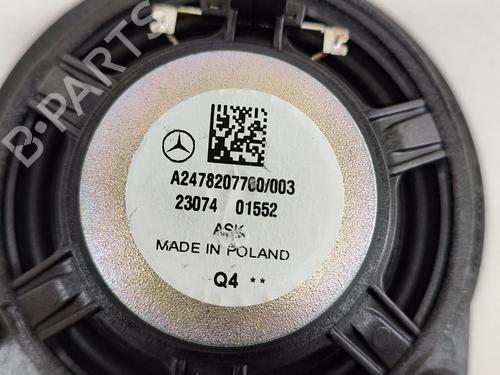 B-PARTS
A2478207700/003
23074 01552
ASK
MADE IN POLAND
Q4 **